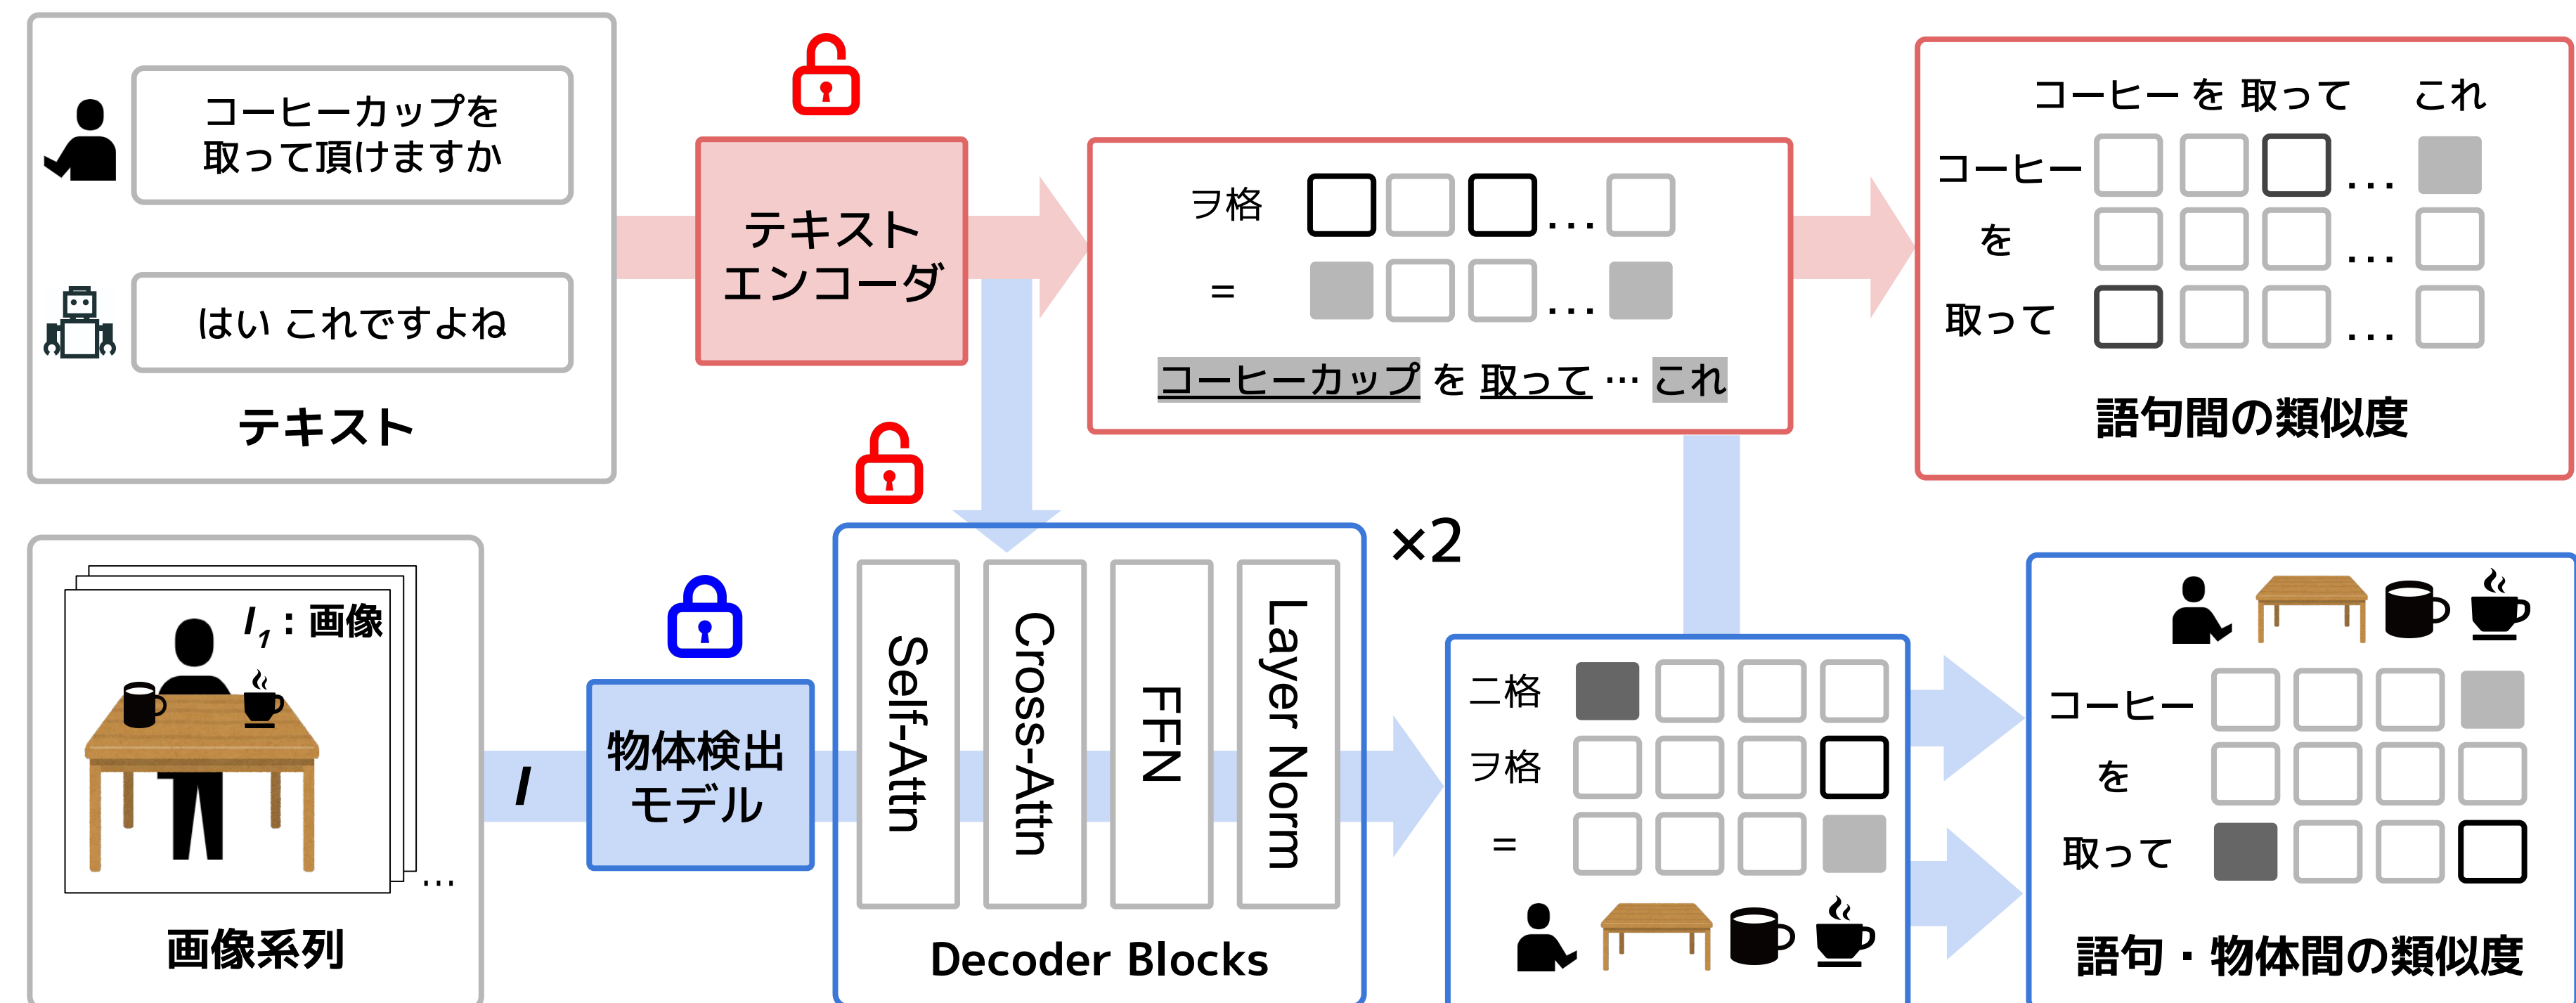 コーヒーカップを
取って頂けますか
はい これですよね
テキスト
テキスト
エンコーダ
ヲ格
...
=
...
コーヒーカップ を 取って … これ
コーヒー を 取って これ
コーヒー
...
を
...
取って
...
語句間の類似度
I1：画像
...
画像系列
I
物体検出
モデル
×2
Self-Attn
Cross-Attn
FFN
Layer Norm
Decoder Blocks
ニ格
ヲ格
=
コーヒー
を
取って
語句・物体間の類似度